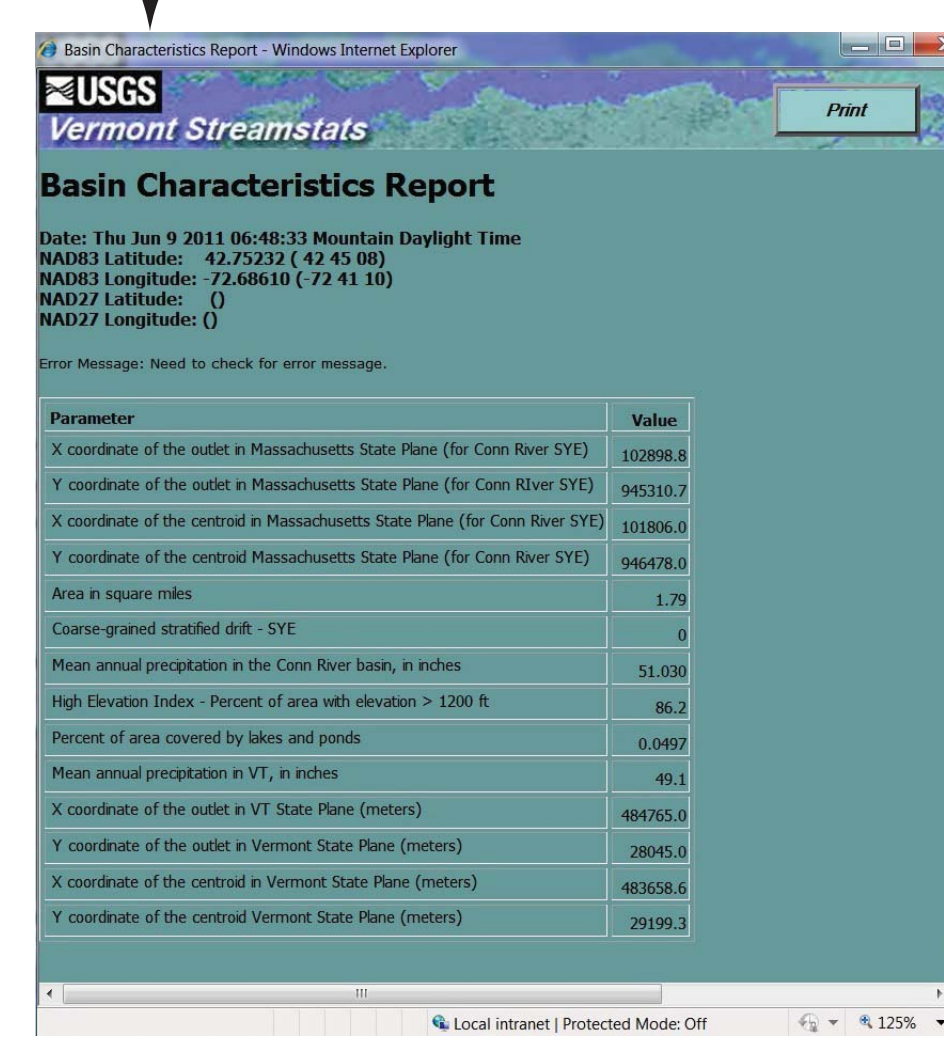 Basin Characteristics Report - Windows Internet Explorer
USGS
Vermont Streamstats
Print
Basin Characteristics Report
Date: Thu Jun 9 2011 06:48:33 Mountain Daylight Time
NAD83 Latitude: 42.75232 ( 42 45 08)
NAD83 Longitude: -72.68610 (-72 41 10)
NAD27 Latitude: ()
NAD27 Longitude: ()
Error Message: Need to check for error message.
Parameter Value
X coordinate of the outlet in Massachusetts State Plane (for Conn River SYE) 102898.8
Y coordinate of the outlet in Massachusetts State Plane (for Conn RIver SYE) 945310.7
X coordinate of the centroid in Massachusetts State Plane (for Conn River SYE) 101806.0
Y coordinate of the centroid Massachusetts State Plane (for Conn River SYE) 946478.0
Area in square miles 1.79
Coarse-grained stratified drift - SYE 0
Mean annual precipitation in the Conn River basin, in inches 51.030
High Elevation Index - Percent of area with elevation > 1200 ft 86.2
Percent of area covered by lakes and ponds 0.0497
Mean annual precipitation in VT, in inches 49.1
X coordinate of the outlet in VT State Plane (meters) 484765.0
Y coordinate of the outlet in Vermont State Plane (meters) 28045.0
X coordinate of the centroid in Vermont State Plane (meters) 483658.6
Y coordinate of the centroid Vermont State Plane (meters) 29199.3
Local intranet | Protected Mode: Off 125%